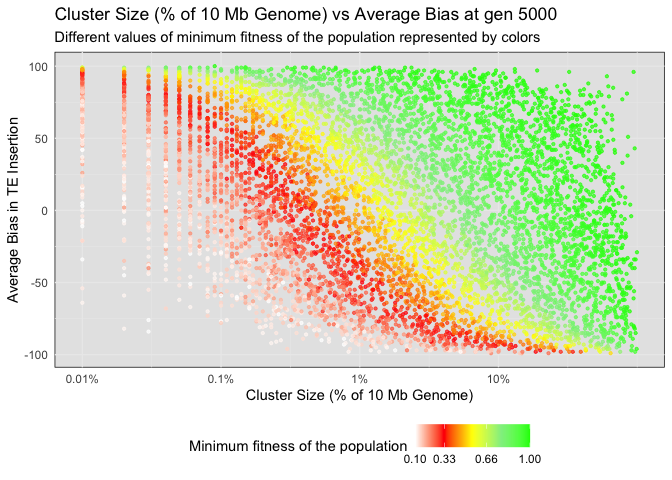 Cluster Size (% of 10 Mb Genome) vs Average Bias at gen 5000
Different values of minimum fitness of the population represented by colors
Average Bias in TE Insertion
100
50
0
-50
-100
0.01%
0.1%
1%
10%
Cluster Size (% of 10 Mb Genome)
Minimum fitness of the population
0.10
0.33
0.66
1.00